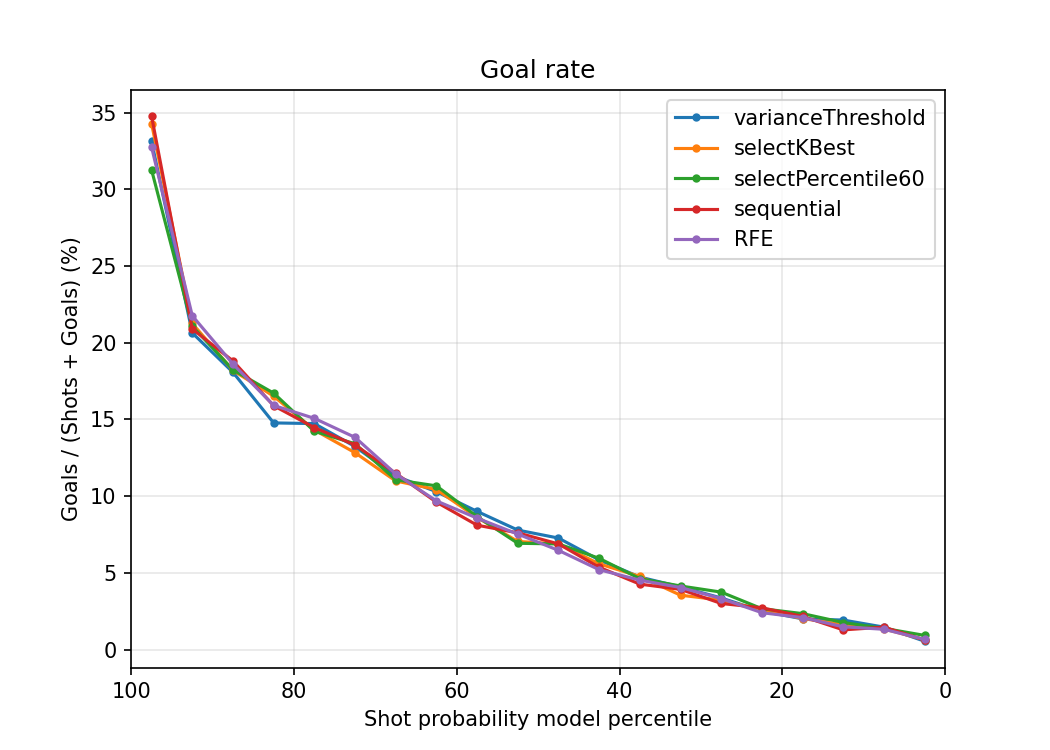 Goal rate
Goals / (Shots + Goals) (%)
35
30
25
20
15
10
5
0
varianceThreshold
selectKBest
selectPercentile60
sequential
RFE
100 80 60 40 20 0
Shot probability model percentile